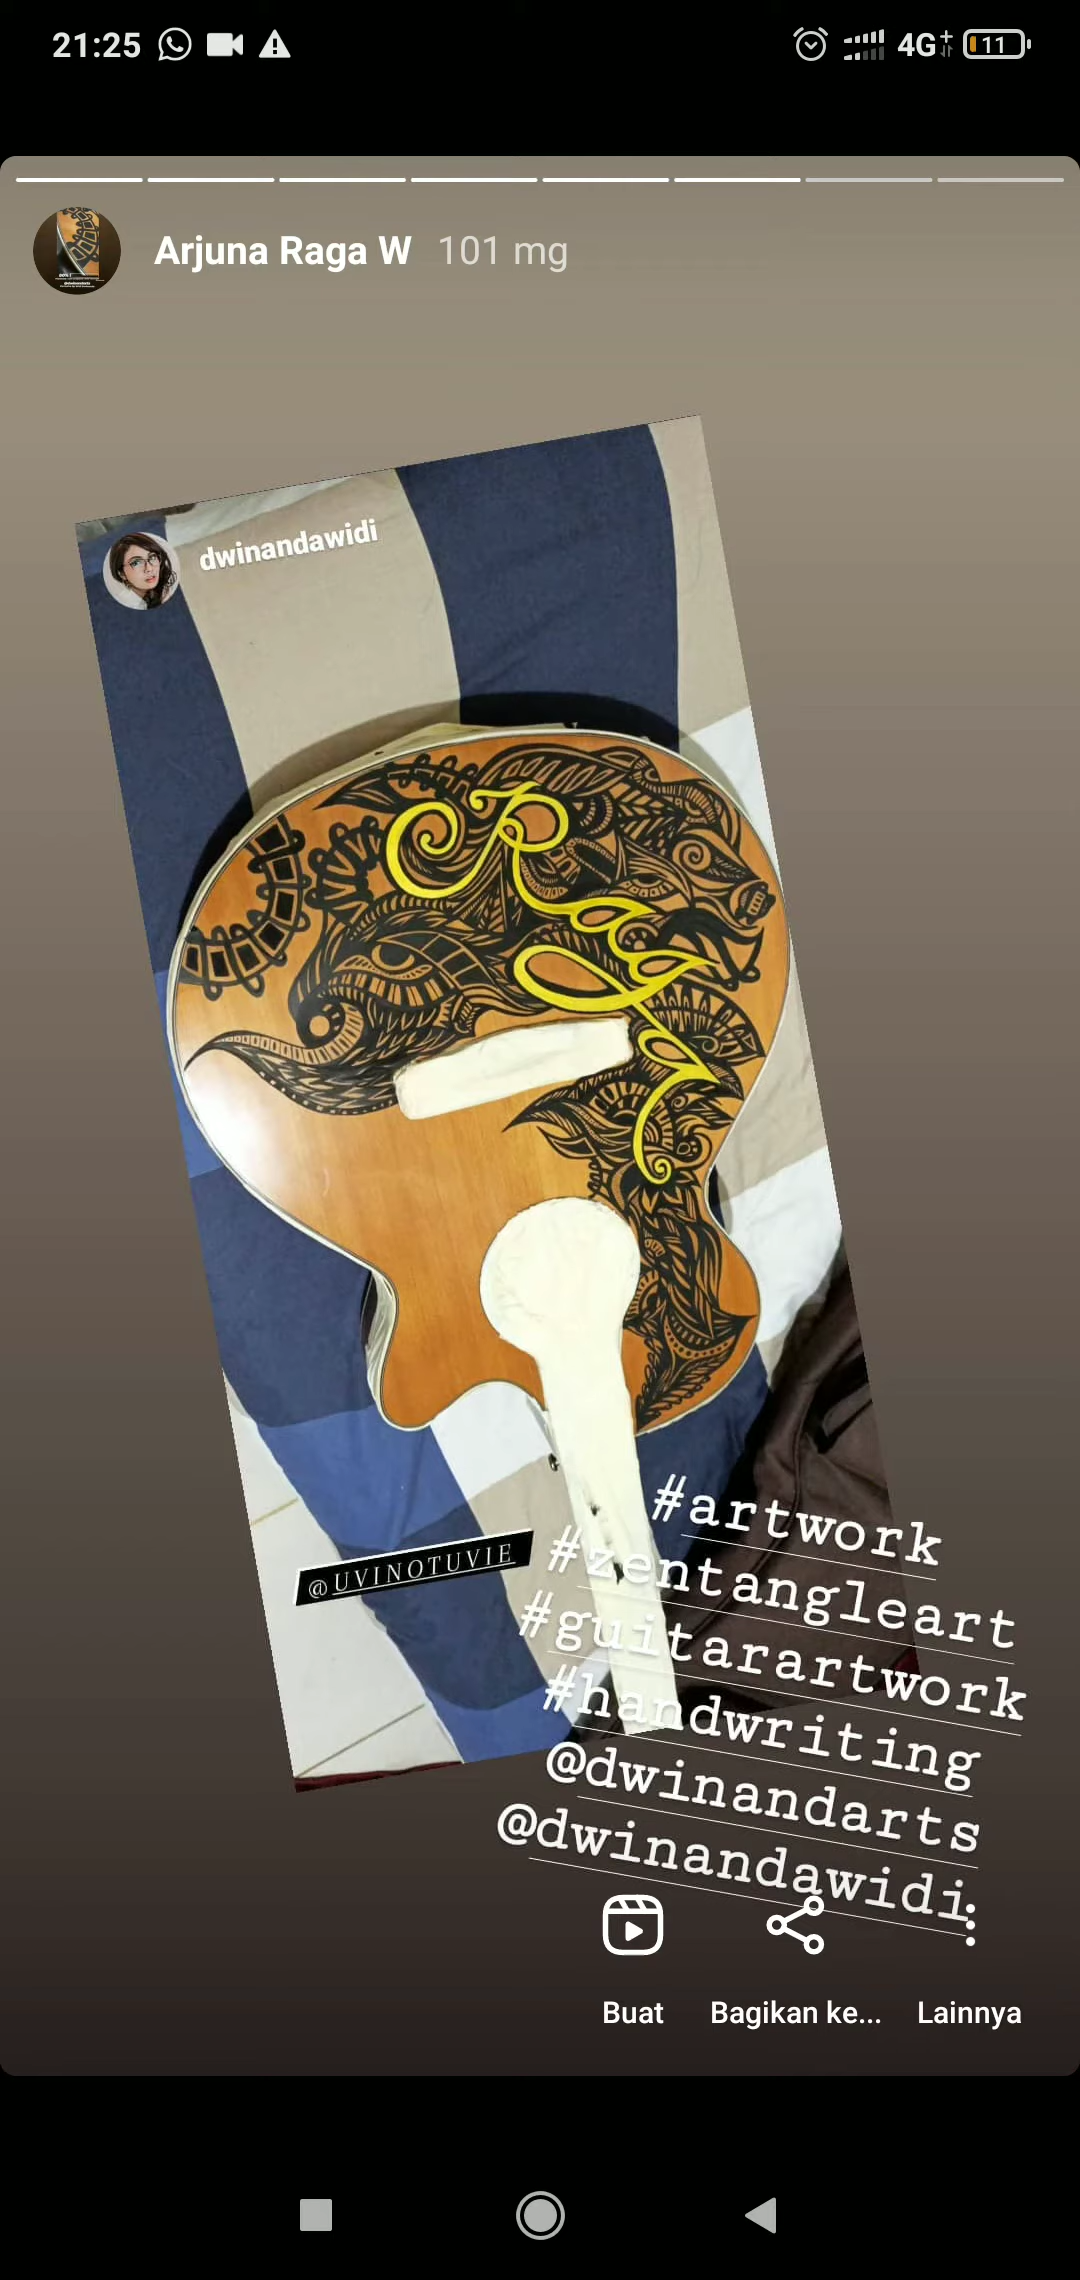 21:25 4G+ 11
Arjuna Raga W 101 mg
dwinandawidi
Raga
@UVINOTUVIE
#artwork
#zentangleart
#guitarartwork
#handwriting
@dwinandarts
@dwinandawidi
Buat Bagikan ke... Lainnya